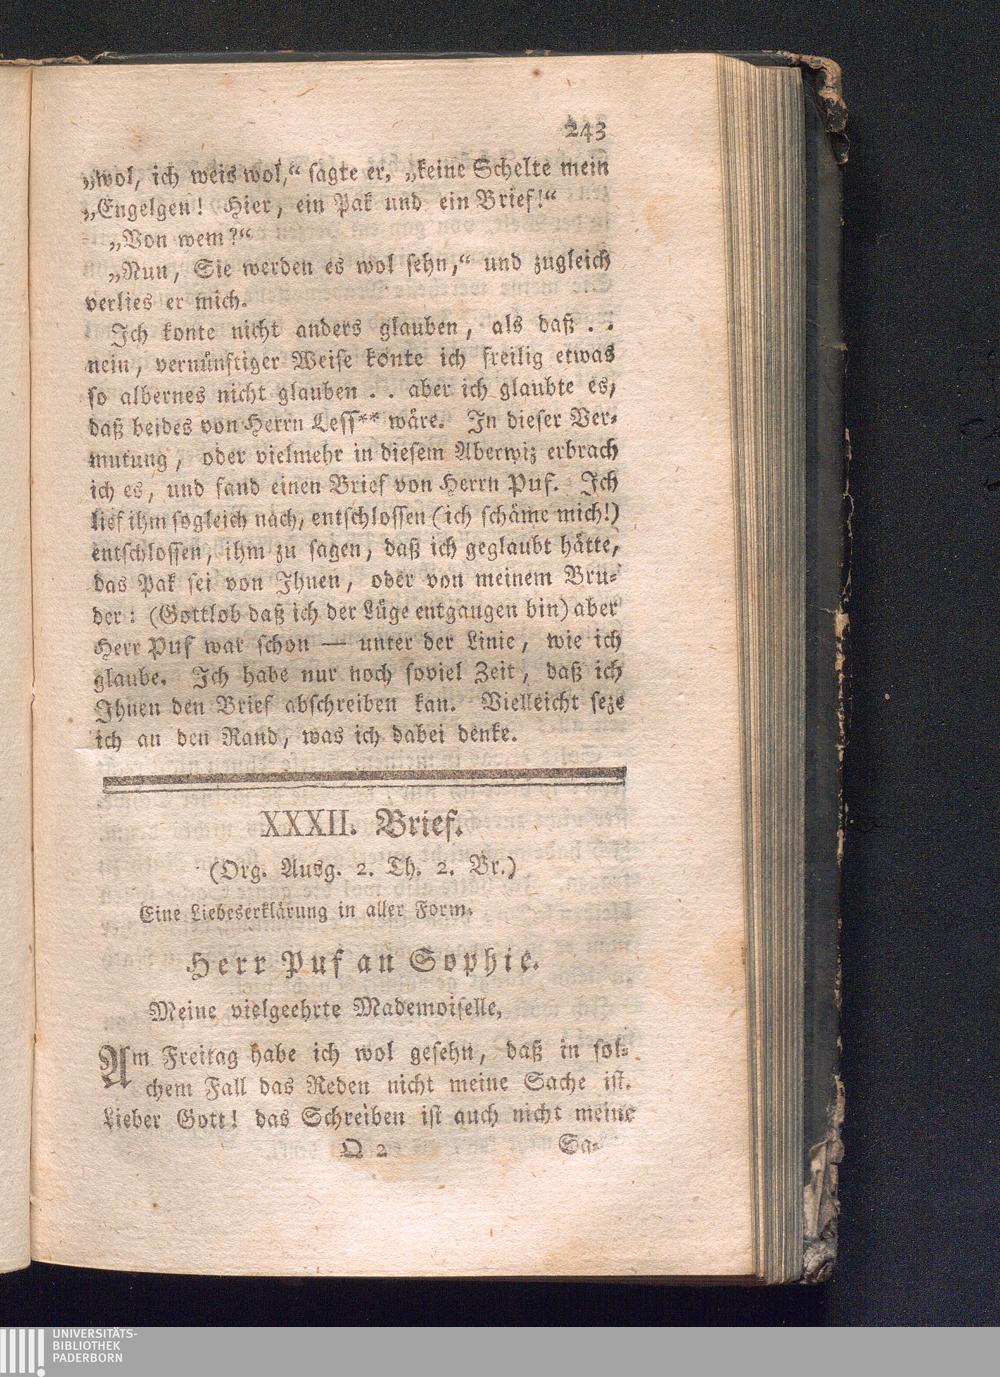 243
„wol, ich weis wol,“ sagte er, „keine Schelte mein
„Engelgen! Hier, ein Pak und ein Brief!“
„Von wem?“
„Nun, Sie werden es wol sehn,“ und zugleich
verlies er mich.
Ich konte nicht anders glauben, als daß . .
nein, vernünftiger Weise konte ich freilig etwas
so albernes nicht glauben . . aber ich glaubte es,
daß beides von Herrn Less** wäre. In dieser Ver-
mutung, oder vielmehr in diesem Aberwiz erbrach
ich es, und fand einen Brief von Herrn Puf. Ich
lief ihm sogleich nach, entschlossen (ich schäme mich!)
entschlossen, ihm zu sagen, daß ich geglaubt hätte,
das Pak sei von Ihnen, oder von meinem Bru-
der: (Gottlob daß ich der Lüge entgangen bin) aber
Herr Puf war schon — unter der Linie, wie ich
glaube. Ich habe nur noch soviel Zeit, daß ich
Ihnen den Brief abschreiben kan. Vielleicht seze
ich an den Rand, was ich dabei denke.
XXXII. Brief.
(Org. Ausg. 2. Th. 2. Br.)
Eine Liebeserklärung in aller Form.
Herr Puf an Sophie.
Meine vielgeehrte Mademoiselle,
Am Freitag habe ich wol gesehn, daß in sol-
chem Fall das Reden nicht meine Sache ist.
Lieber Gott! das Schreiben ist auch nicht meine
Q 2 Sa-
UNIVERSITÄTS-
BIBLIOTHEK
PADERBORN